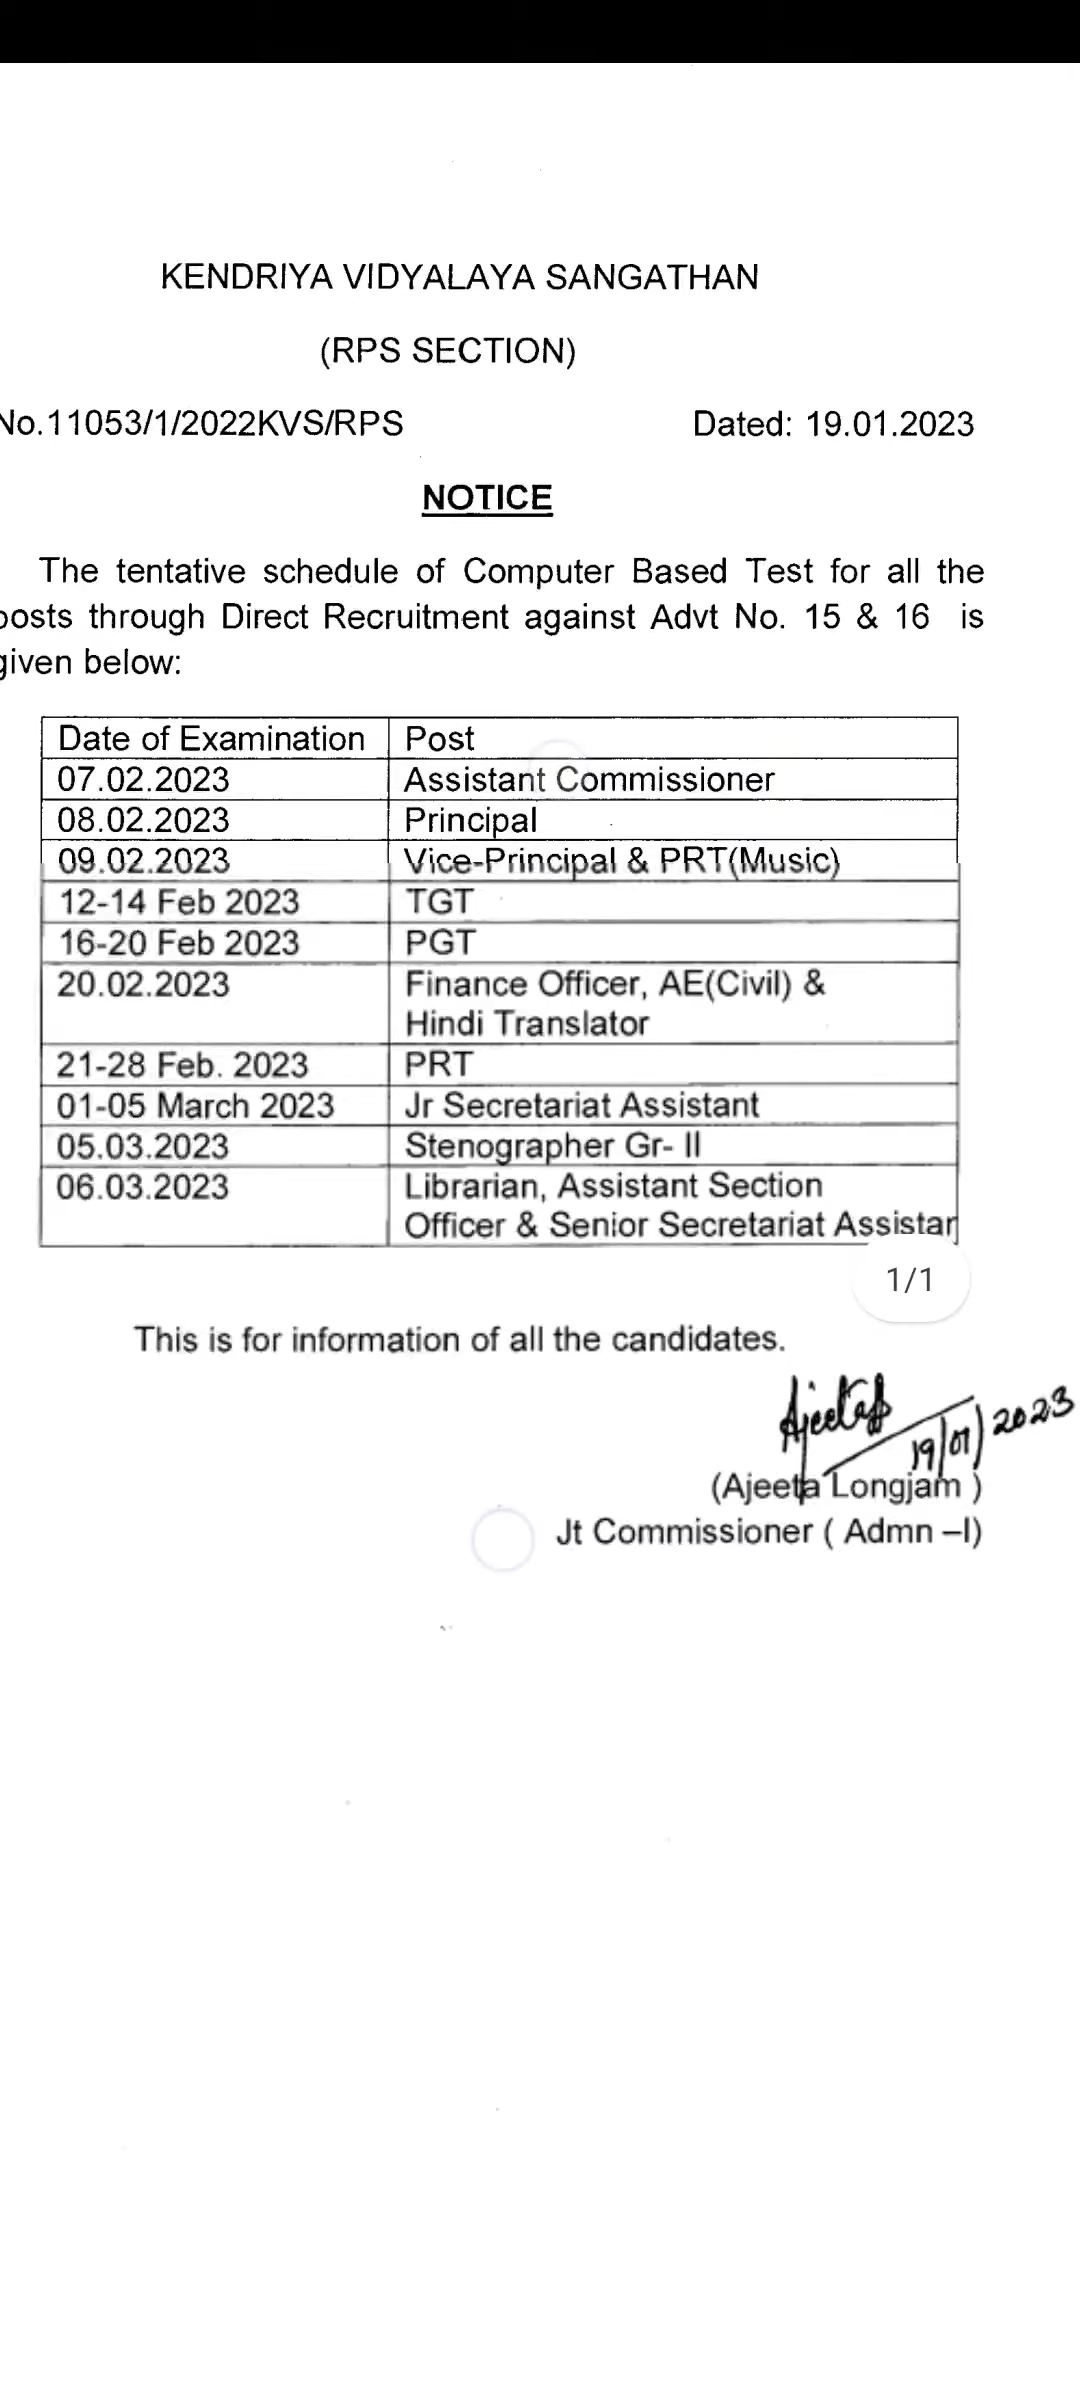 KENDRIYA VIDYALAYA SANGATHAN
(RPS SECTION)
No.11053/1/2022KVS/RPS Dated: 19.01.2023
NOTICE
The tentative schedule of Computer Based Test for all the
posts through Direct Recruitment against Advt No. 15 & 16 is
given below:
Date of Examination Post
07.02.2023 Assistant Commissioner
08.02.2023 Principal
09.02.2023 Vice-Principal & PRT(Music)
12-14 Feb 2023 TGT
16-20 Feb 2023 PGT
20.02.2023 Finance Officer, AE(Civil) &
Hindi Translator
21-28 Feb. 2023 PRT
01-05 March 2023 Jr Secretariat Assistant
05.03.2023 Stenographer Gr- II
06.03.2023 Librarian, Assistant Section
Officer & Senior Secretariat Assistan
1/1
This is for information of all the candidates.
19/01/2023
(Ajeeta Longjam )
Jt Commissioner ( Admn –I)